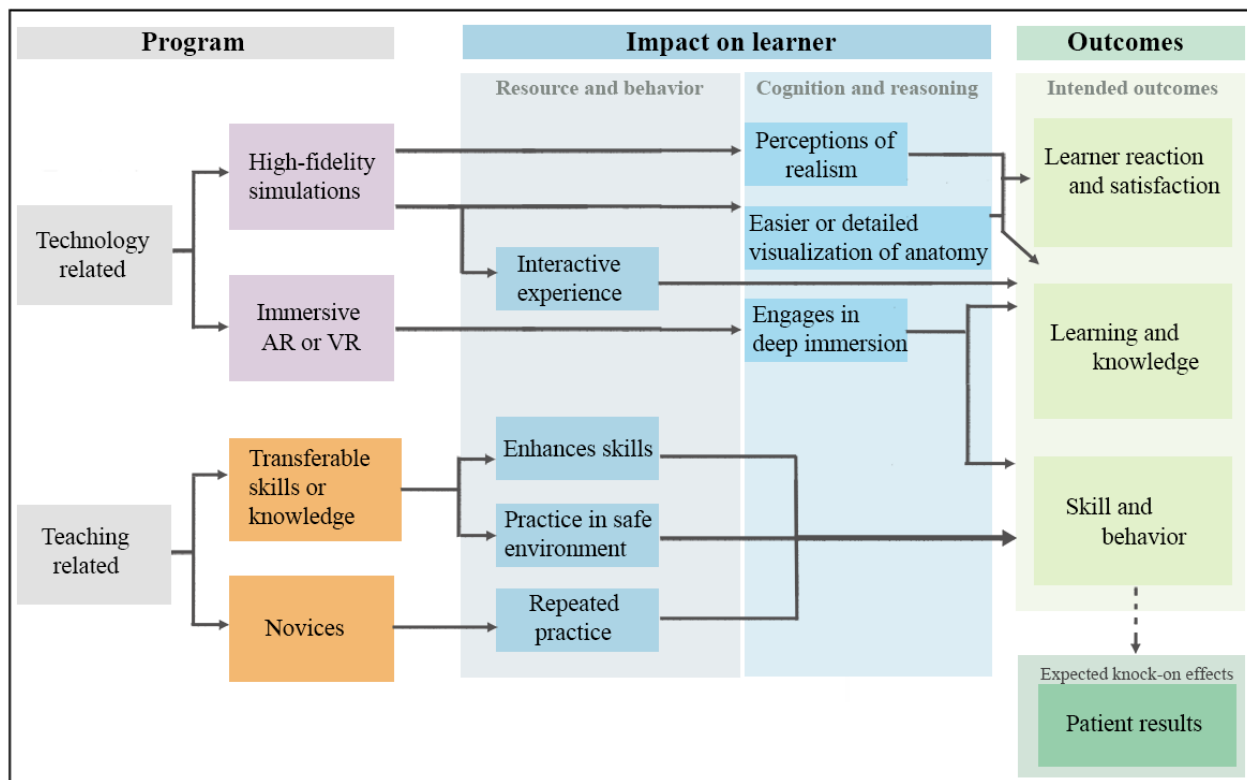 Program
Impact on learner
Outcomes
Resource and behavior
Cognition and reasoning
Intended outcomes
Technology
related
High-fidelity
simulations
Immersive
AR or VR
Interactive
experience
Perceptions of
realism
Easier or detailed
visualization of anatomy
Engages in
deep immersion
Learner reaction
and satisfaction
Learning and
knowledge
Teaching
related
Transferable
skills or
knowledge
Novices
Enhances skills
Practice in safe
environment
Repeated
practice
Skill and
behavior
Expected knock-on effects
Patient results